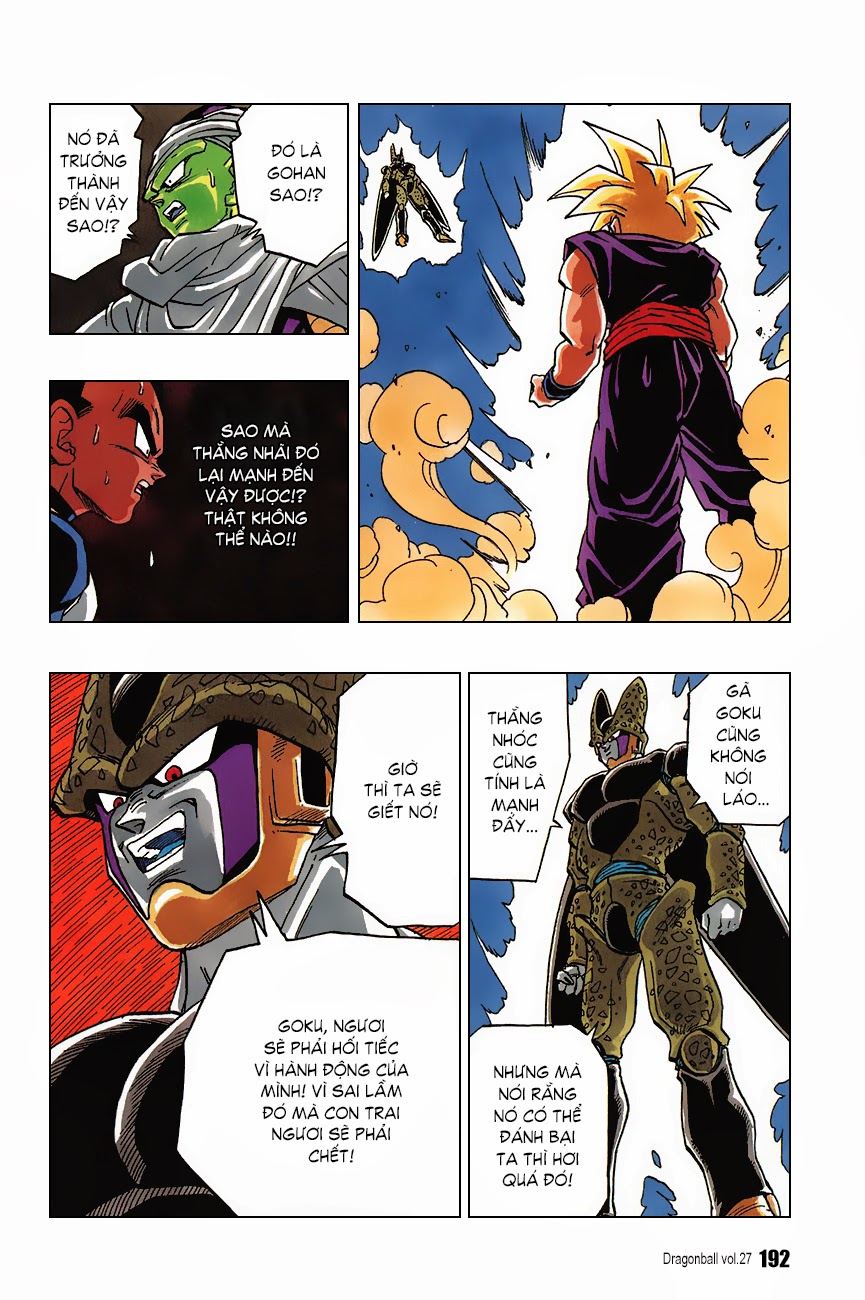 ĐÓ LÀ
GOHAN
SAO!?
NÓ ĐÃ
TRƯỞNG
THÀNH
ĐẾN VẬY
SAO!?
SAO MÀ
THẰNG NHÃI ĐÓ
LẠI MẠNH ĐẾN
VẬY ĐƯỢC!?
THẬT KHÔNG
THỂ NÀO!!
GÃ
GOKU
CŨNG
KHÔNG
NÓI
LÁO...
THẰNG
NHÓC
CŨNG
TÍNH LÀ
MẠNH
ĐẤY...
NHƯNG MÀ
NÓI RẰNG
NÓ CÓ THỂ
ĐÁNH BẠI
TA THÌ HƠI
QUÁ ĐÓ!
GIỜ
THÌ TA SẼ
GIẾT NÓ!
GOKU, NGƯƠI
SẼ PHẢI HỐI TIẾC
VÌ HÀNH ĐỘNG CỦA
MÌNH! VÌ SAI LẦM
ĐÓ MÀ CON TRAI
NGƯƠI SẼ PHẢI
CHẾT!
Dragonball vol.27 192